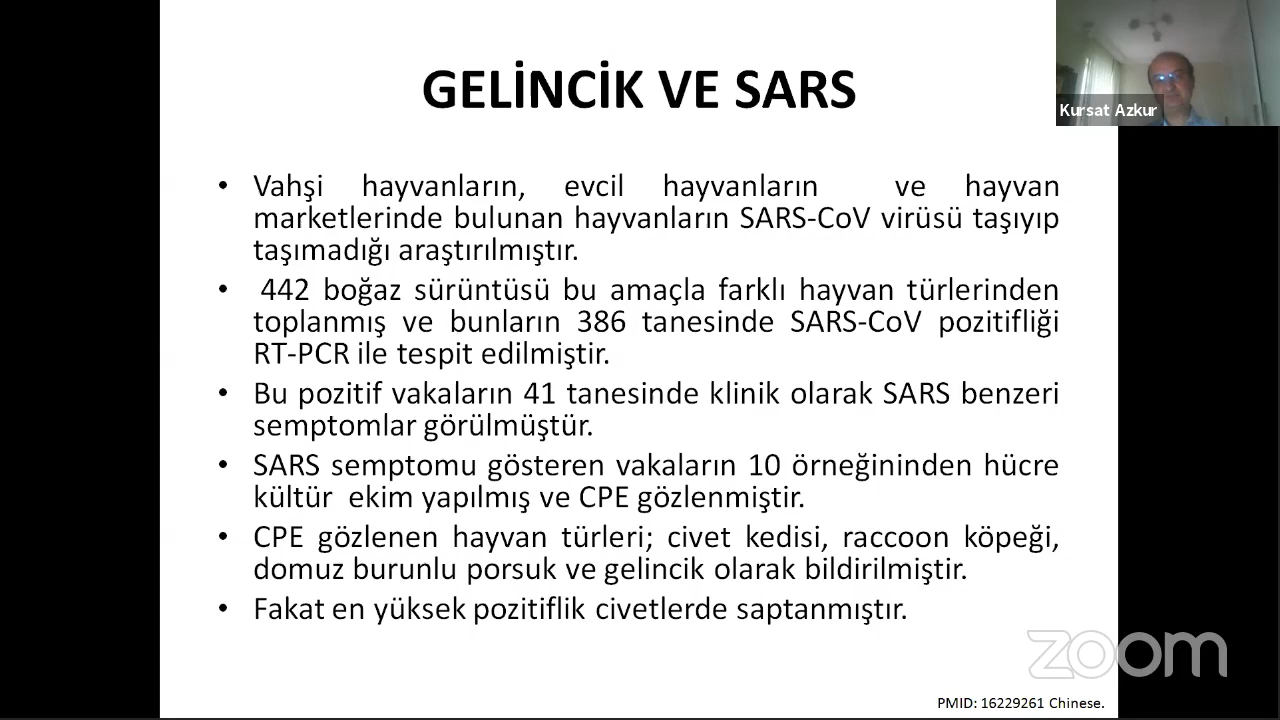 GELİNCİK VE SARS
Kursat Azkur
• Vahşi hayvanların, evcil hayvanların ve hayvan
marketlerinde bulunan hayvanların SARS-CoV virüsü taşıyıp
taşımadığı araştırılmıştır.
• 442 boğaz sürüntüsü bu amaçla farklı hayvan türlerinden
toplanmış ve bunların 386 tanesinde SARS-CoV pozitifliği
RT-PCR ile tespit edilmiştir.
• Bu pozitif vakaların 41 tanesinde klinik olarak SARS benzeri
semptomlar görülmüştür.
• SARS semptomu gösteren vakaların 10 örneğininden hücre
kültür ekim yapılmış ve CPE gözlenmiştir.
• CPE gözlenen hayvan türleri; civet kedisi, raccoon köpeği,
domuz burunlu porsuk ve gelincik olarak bildirilmiştir.
• Fakat en yüksek pozitiflik civetlerde saptanmıştır.
zoom
PMID: 16229261 Chinese.